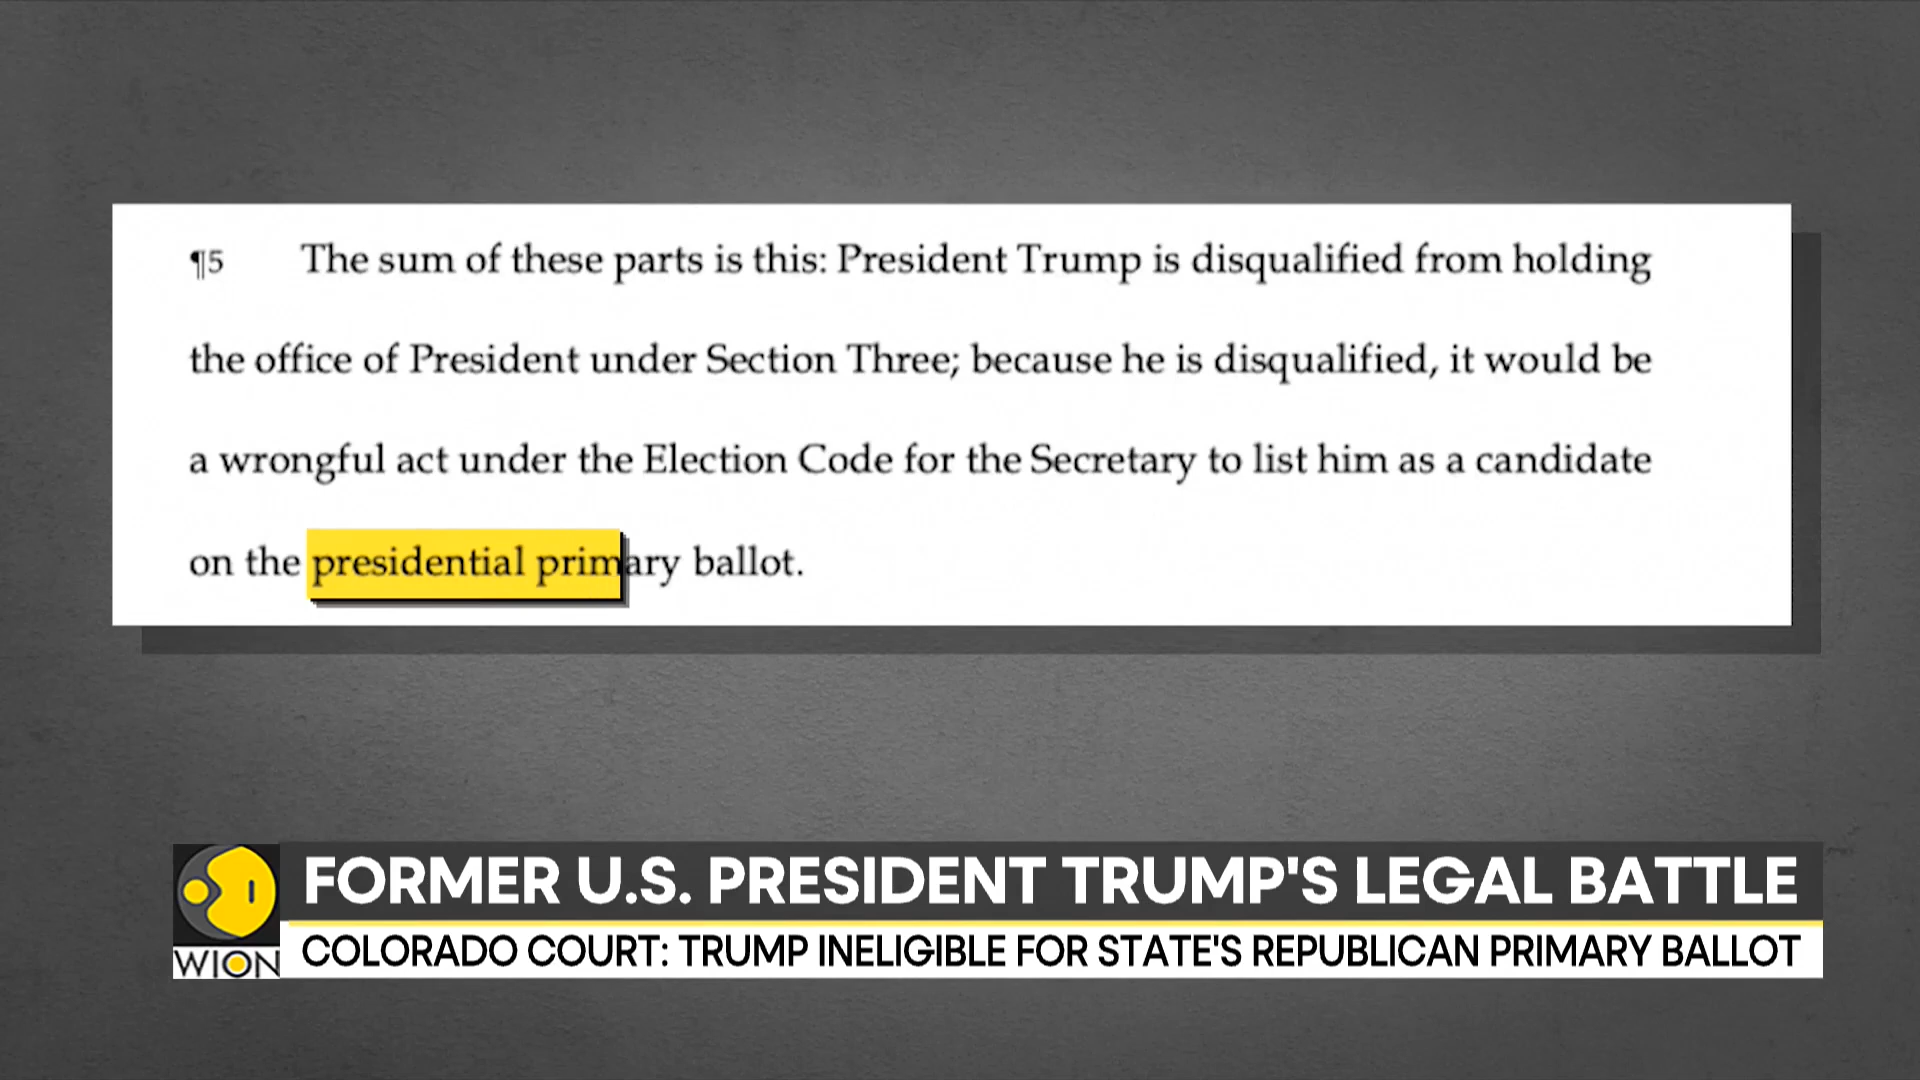 ¶5 The sum of these parts is this: President Trump is disqualified from holding
the office of President under Section Three; because he is disqualified, it would be
a wrongful act under the Election Code for the Secretary to list him as a candidate
on the presidential primary ballot.
FORMER U.S. PRESIDENT TRUMP'S LEGAL BATTLE
COLORADO COURT: TRUMP INELIGIBLE FOR STATE'S REPUBLICAN PRIMARY BALLOT
WION